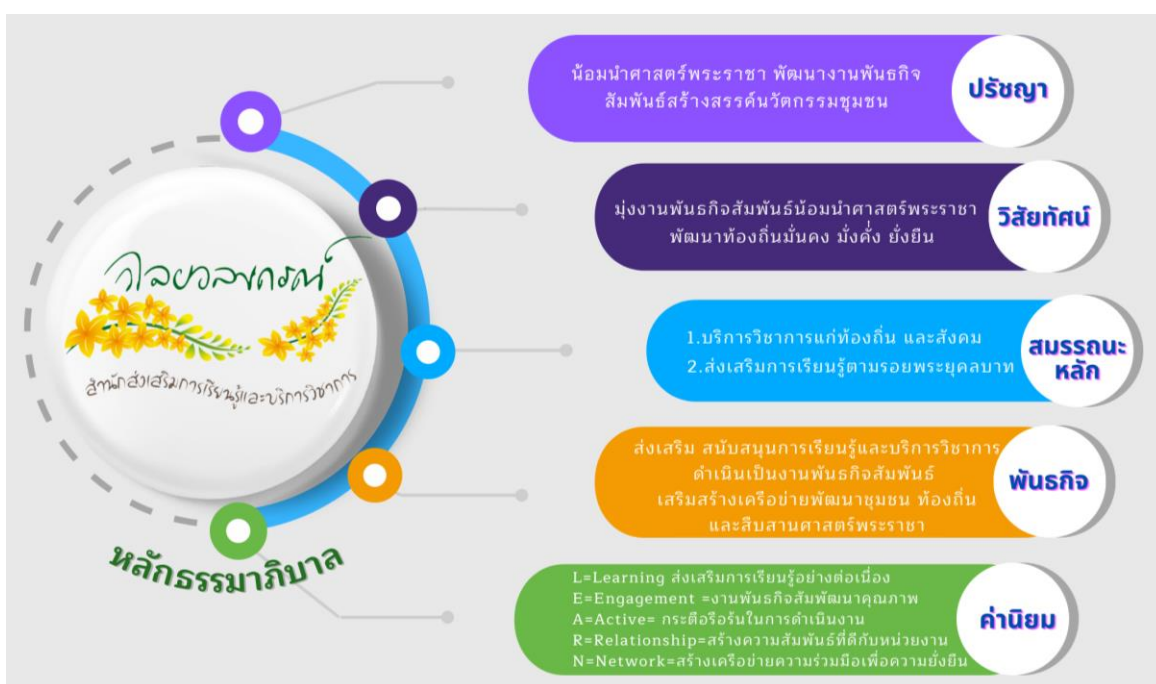 วไลยอลงกรณ์
สำนักส่งเสริมการเรียนรู้และบริการวิชาการ
หลักธรรมาภิบาล
น้อมนำศาสตร์พระราชา พัฒนางานพันธกิจ
สัมพันธ์สร้างสรรค์นวัตกรรมชุมชน
ปรัชญา
มุ่งงานพันธกิจสัมพันธ์น้อมนำศาสตร์พระราชา
พัฒนาท้องถิ่นมั่นคง มั่งคั่ง ยั่งยืน
วิสัยทัศน์
1.บริการวิชาการแก่ท้องถิ่น และสังคม
2.ส่งเสริมการเรียนรู้ตามรอยพระยุคลบาท
สมรรถนะ
หลัก
ส่งเสริม สนับสนุนการเรียนรู้และบริการวิชาการ
ดำเนินเป็นงานพันธกิจสัมพันธ์
เสริมสร้างเครือข่ายพัฒนาชุมชน ท้องถิ่น
และสืบสานศาสตร์พระราชา
พันธกิจ
L=Learning ส่งเสริมการเรียนรู้อย่างต่อเนื่อง
E=Engagement =งานพันธกิจสัมพัฒนาคุณภาพ
A=Active= กระตือรือร้นในการดำเนินงาน
R=Relationship=สร้างความสัมพันธ์ที่ดีกับหน่วยงาน
N=Network=สร้างเครือข่ายความร่วมมือเพื่อความยั่งยืน
ค่านิยม